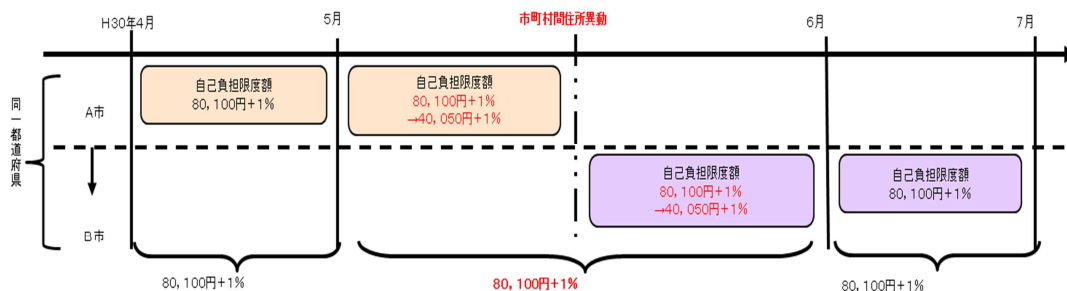 H30年4月
5月
市町村間住所異動
6月
7月
同一都道府県
A市
自己負担限度額
80,100円+1%
自己負担限度額
80,100円+1%
→40,050円+1%
B市
自己負担限度額
80,100円+1%
→40,050円+1%
自己負担限度額
80,100円+1%
80,100円+1%
80,100円+1%
80,100円+1%